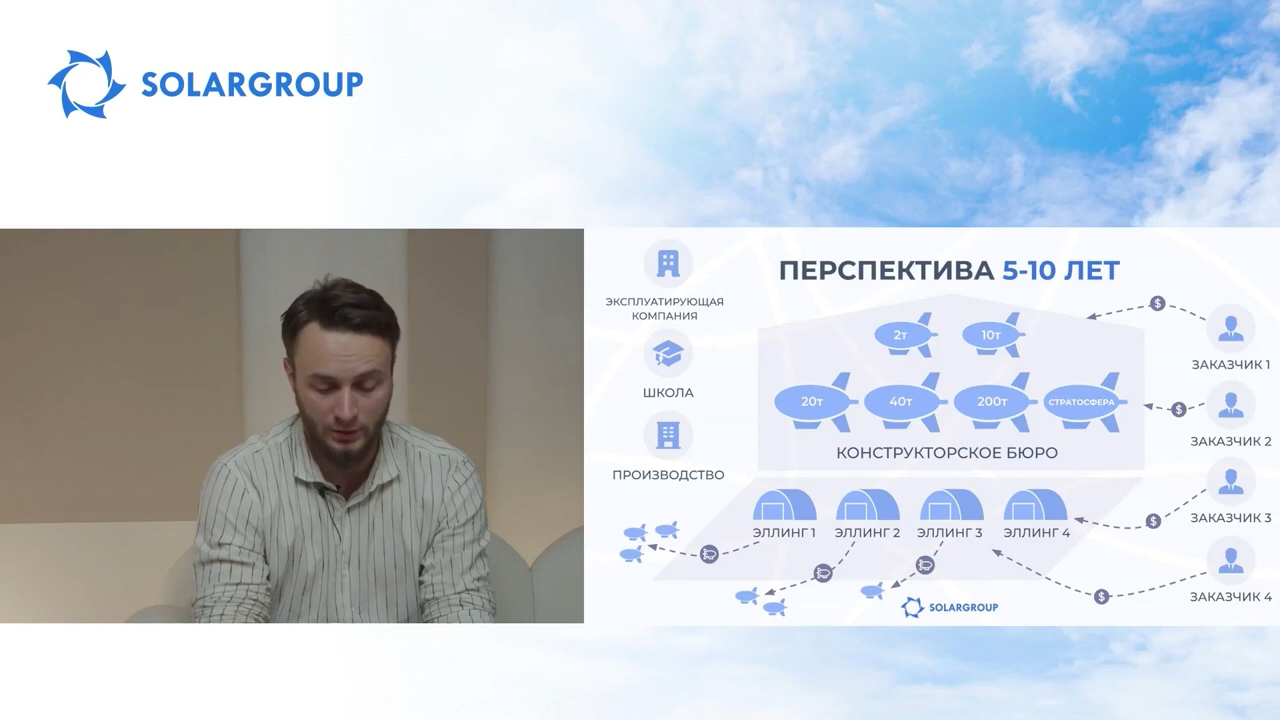 SOLARGROUP
ПЕРСПЕКТИВА 5-10 ЛЕТ
ЭКСПЛУАТИРУЮЩАЯ
КОМПАНИЯ
ШКОЛА
ПРОИЗВОДСТВО
2т
10т
20т
40т
200т
СТРАТОСФЕРА
КОНСТРУКТОРСКОЕ БЮРО
ЭЛЛИНГ 1
ЭЛЛИНГ 2
ЭЛЛИНГ 3
ЭЛЛИНГ 4
$
ЗАКАЗЧИК 1
$
ЗАКАЗЧИК 2
$
ЗАКАЗЧИК 3
$
ЗАКАЗЧИК 4
SOLARGROUP